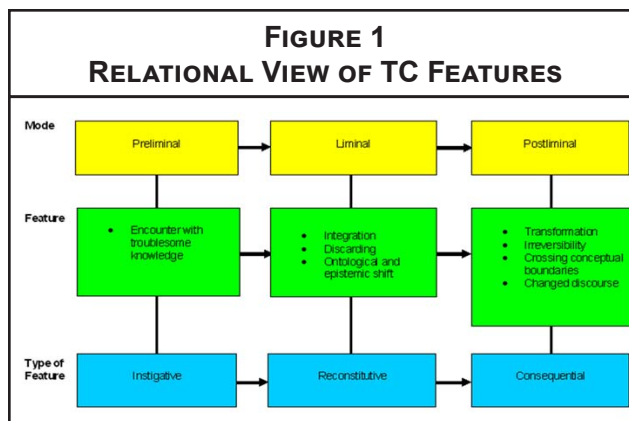 FIGURE 1
RELATIONAL VIEW OF TC FEATURES
Mode
Preliminal
Liminal
Postliminal
Feature
• Encounter with
troublesome
knowledge
• Integration
• Discarding
• Ontological and
epistemic shift
• Transformation
• Irreversibility
• Crossing conceptual
boundaries
• Changed discourse
Type of
Feature
Instigative
Reconstitutive
Consequential